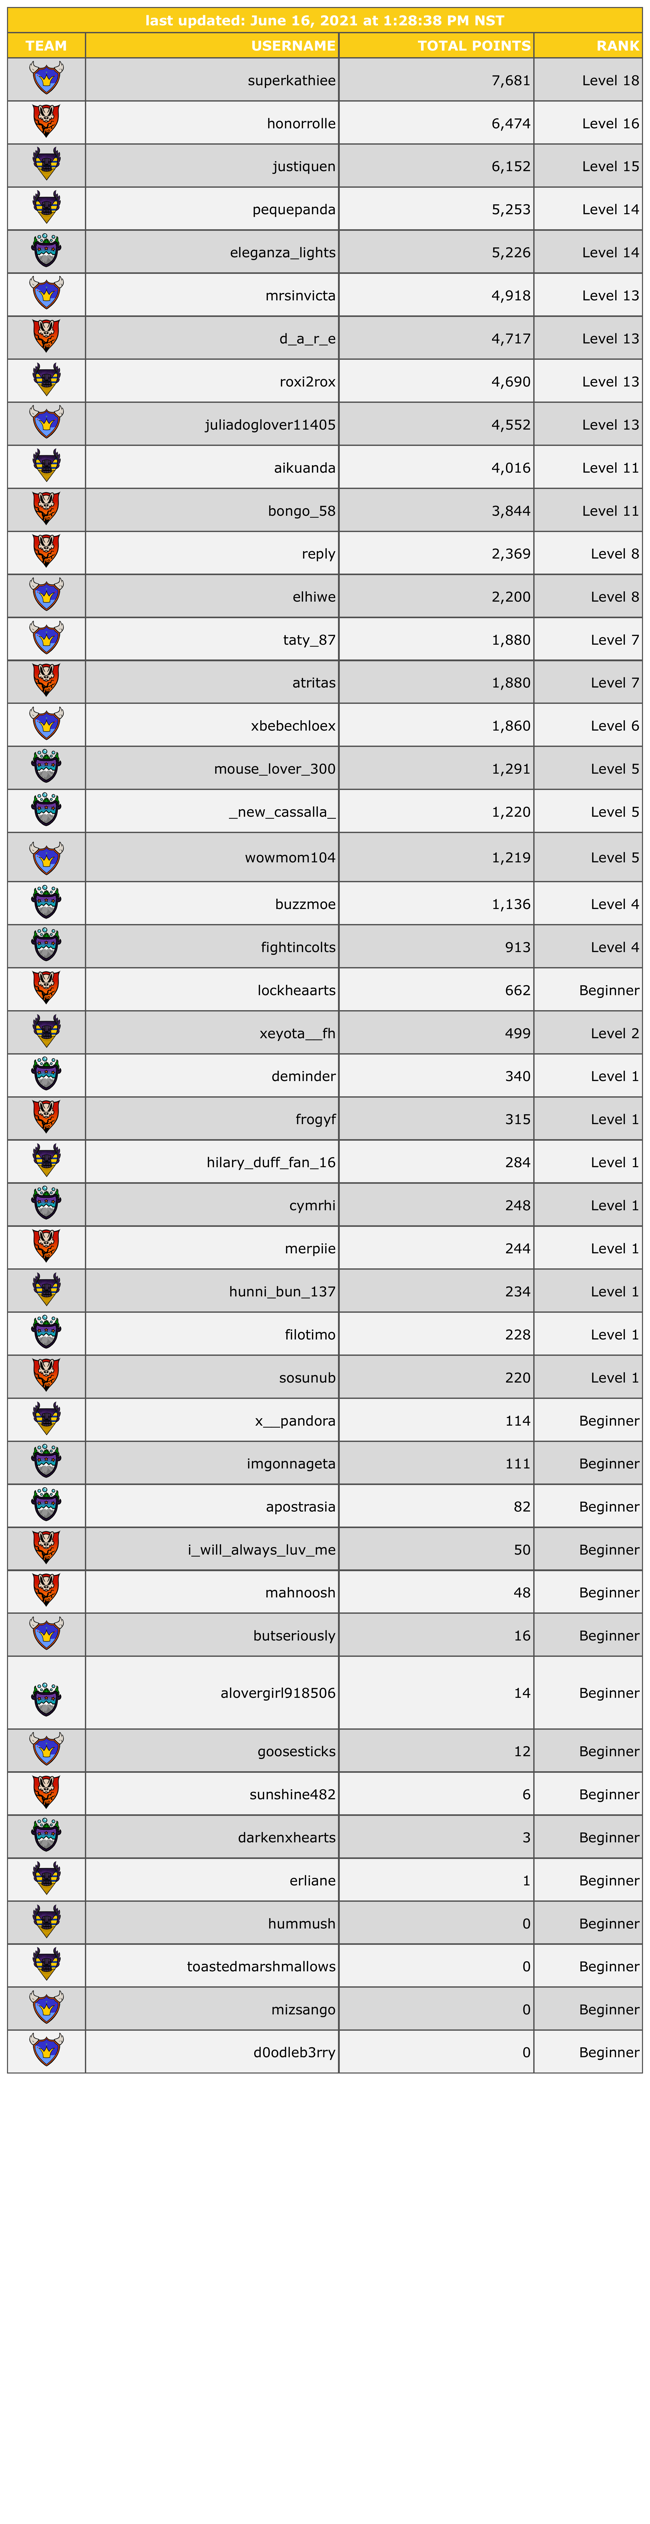 last updated: June 16, 2021 at 1:28:38 PM NST
TEAM USERNAME TOTAL POINTS RANK
superkathiee 7,681 Level 18
honorrolle 6,474 Level 16
justiquen 6,152 Level 15
pequepanda 5,253 Level 14
eleganza_lights 5,226 Level 14
mrsinvicta 4,918 Level 13
d_a_r_e 4,717 Level 13
roxi2rox 4,690 Level 13
juliadoglover11405 4,552 Level 13
aikuanda 4,016 Level 11
bongo_58 3,844 Level 11
reply 2,369 Level 8
elhiwe 2,200 Level 8
taty_87 1,880 Level 7
atritas 1,880 Level 7
xbebechloex 1,860 Level 6
mouse_lover_300 1,291 Level 5
_new_cassalla_ 1,220 Level 5
wowmom104 1,219 Level 5
buzzmoe 1,136 Level 4
fightincolts 913 Level 4
lockheaarts 662 Beginner
xeyota__fh 499 Level 2
deminder 340 Level 1
frogyf 315 Level 1
hilary_duff_fan_16 284 Level 1
cymrhi 248 Level 1
merpiie 244 Level 1
hunni_bun_137 234 Level 1
filotimo 228 Level 1
sosunub 220 Level 1
x__pandora 114 Beginner
imgonnageta 111 Beginner
apostrasia 82 Beginner
i_will_always_luv_me 50 Beginner
mahnoosh 48 Beginner
butseriously 16 Beginner
alovergirl918506 14 Beginner
goosesticks 12 Beginner
sunshine482 6 Beginner
darkenxhearts 3 Beginner
erliane 1 Beginner
hummush 0 Beginner
toastedmarshmallows 0 Beginner
mizsango 0 Beginner
d0odleb3rry 0 Beginner